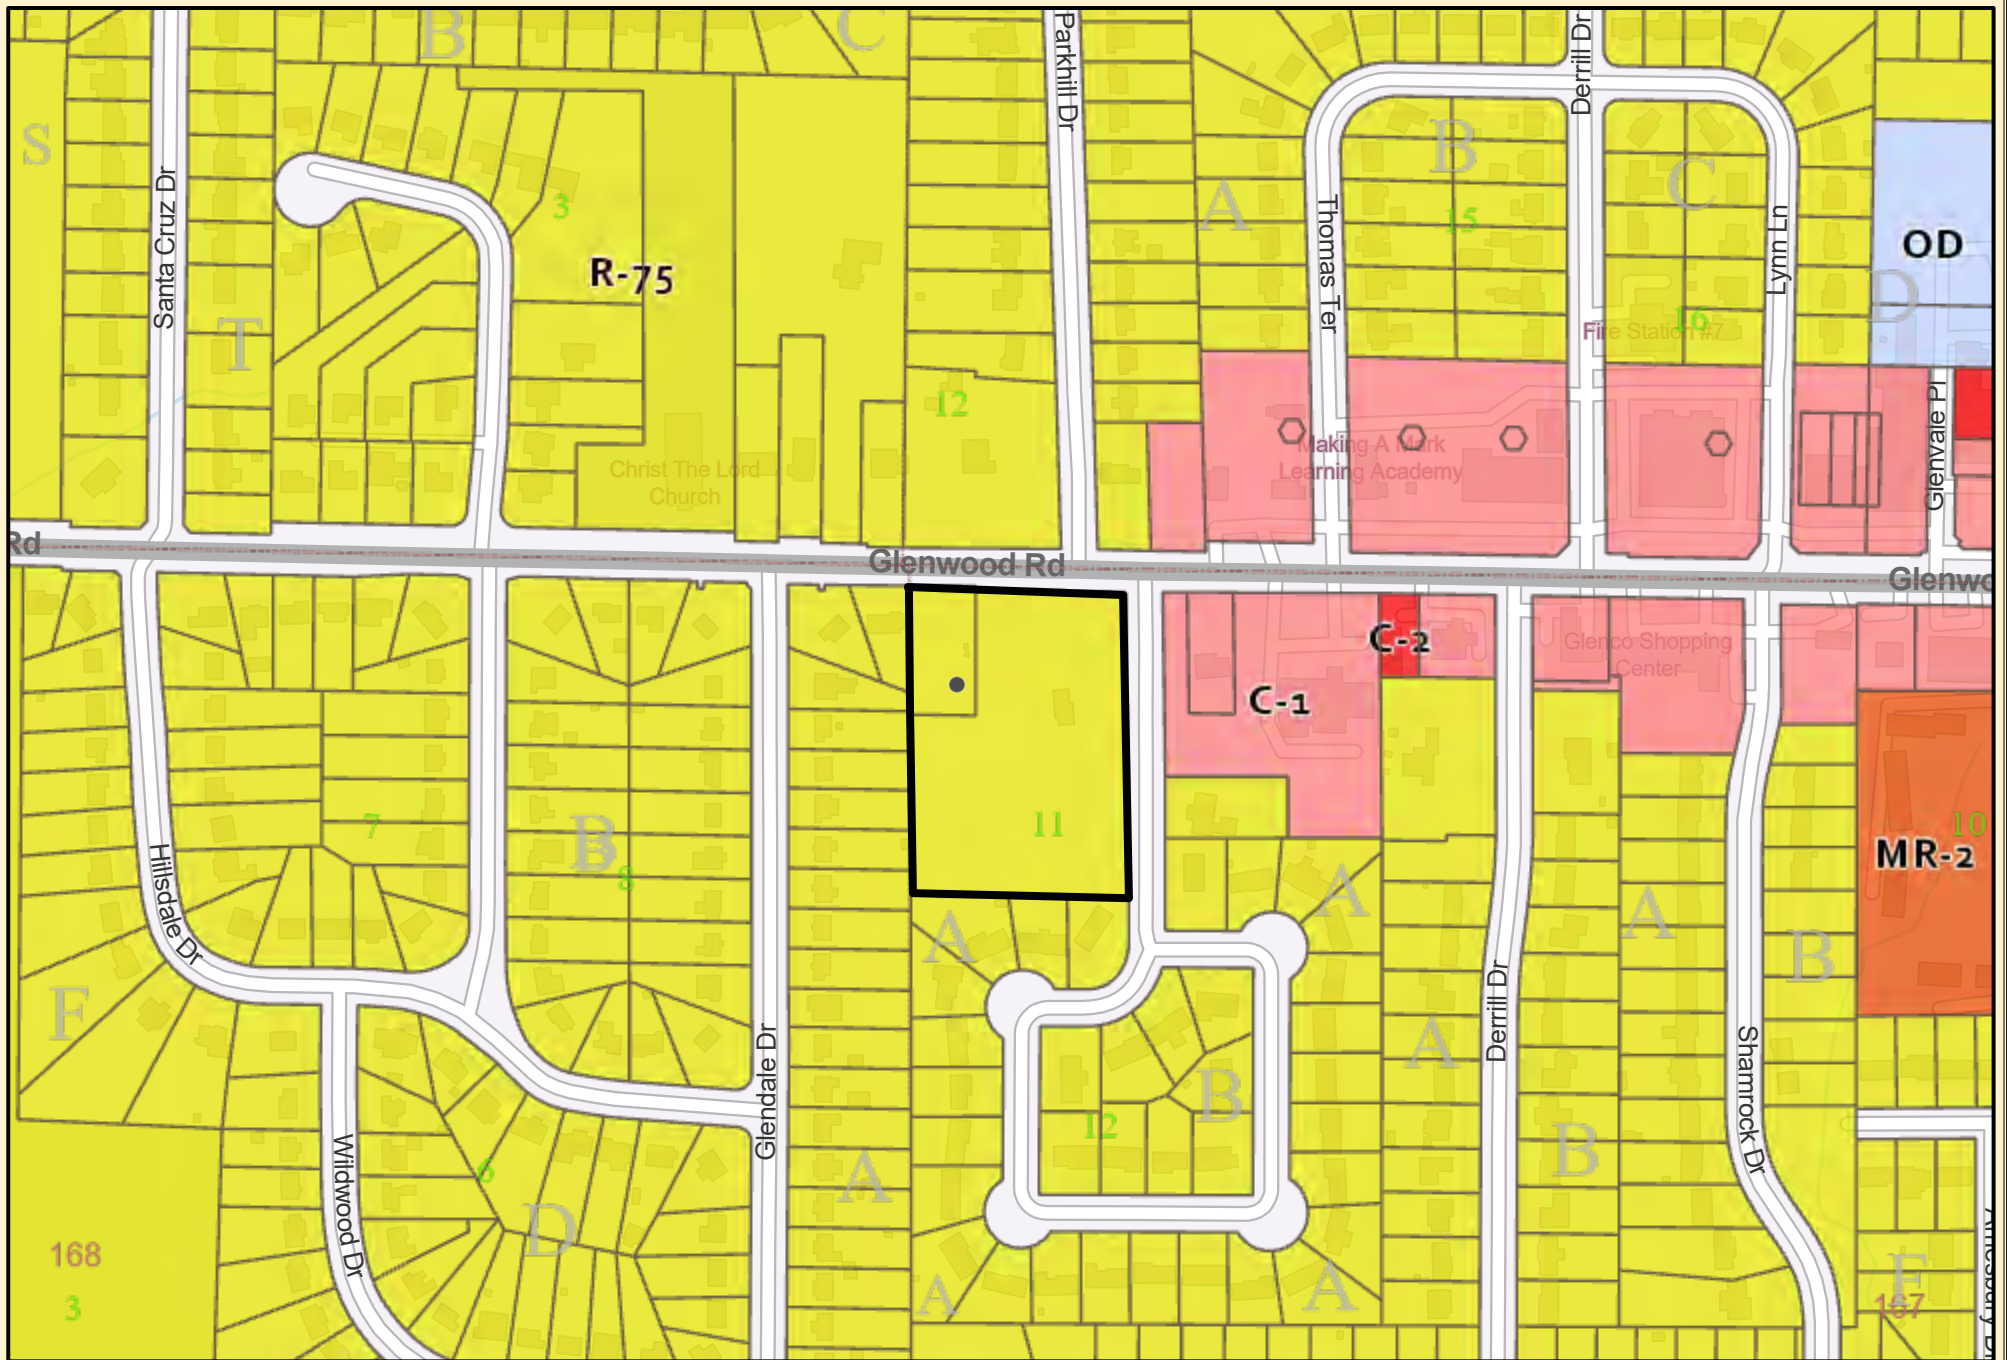 B
C
Parkhill Dr
Derrill Dr
S
B
A
C
15
3
Santa Cruz Dr
R-75
Thomas Ter
Lynn Ln
OD
D
T
16
Fire Station #7
12
Glenvale Pl
Making A Mark
Learning Academy
Christ The Lord
Church
Rd
Glenwood Rd
Glenwo
C-2
Glenco Shopping
Center
C-1
11
7
B
8
10
MR-2
Hillsdale Dr
A
A
A
B
F
Derrill Dr
A
Glendale Dr
Shamrock Dr
B
12
Willowood Dr
6
A
B
D
168
3
A
A
F
167
Amesbury Dr